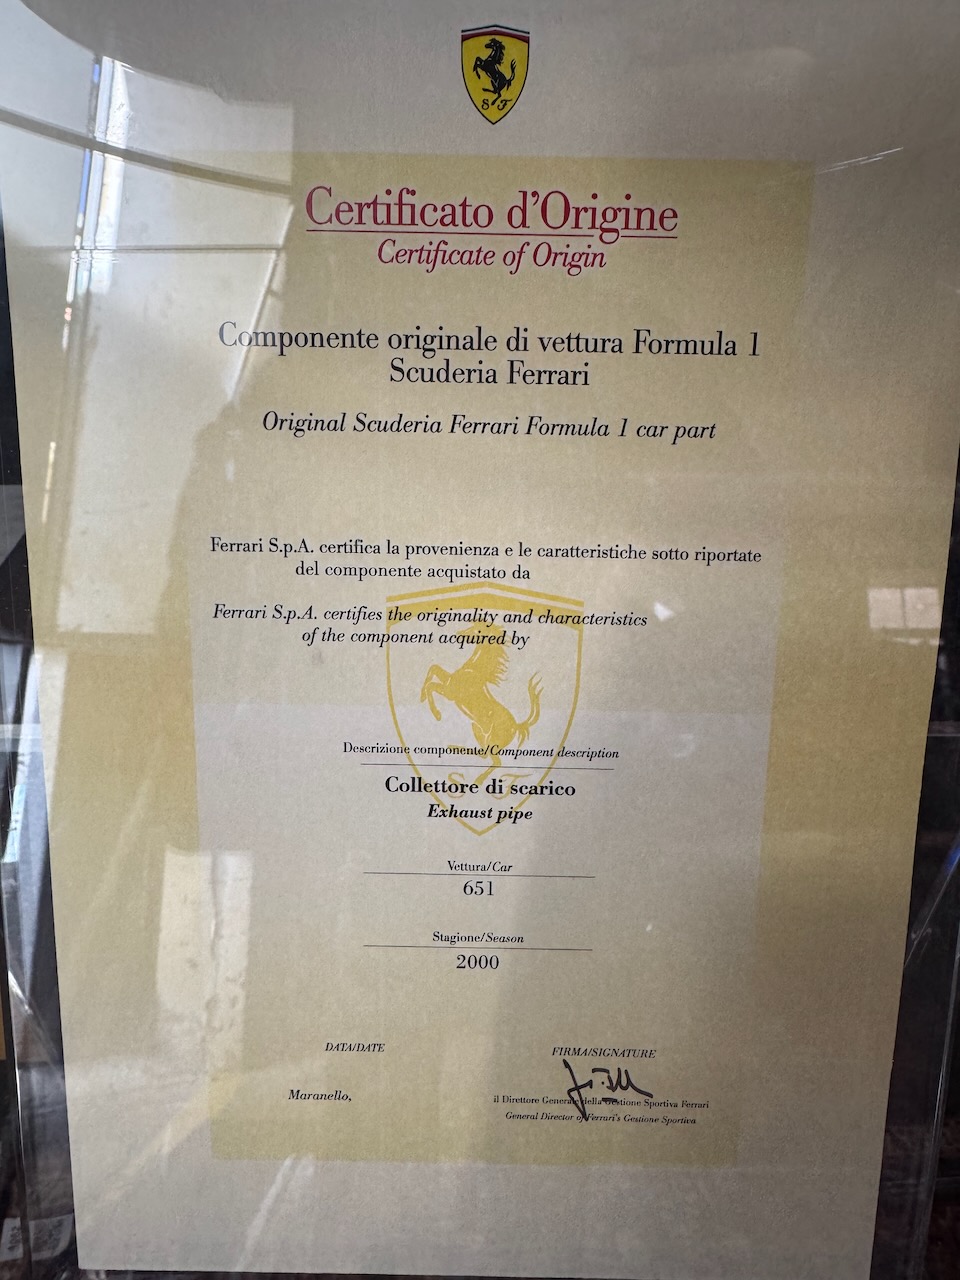 S F
Certificato d'Origine
Certificate of Origin
Componente originale di vettura Formula 1
Scuderia Ferrari
Original Scuderia Ferrari Formula 1 car part
Ferrari S.p.A. certifica la provenienza e le caratteristiche sotto riportate
del componente acquistato da
Ferrari S.p.A. certifies the originality and characteristics
of the component acquired by
Descrizione componente/Component description
S F
Collettore di scarico
Exhaust pipe
Vettura/Car
651
Stagione/Season
2000
DATA/DATE
FIRMA/SIGNATURE
Maranello,
il Direttore Generale della Gestione Sportiva Ferrari
General Director of Ferrari's Gestione Sportiva